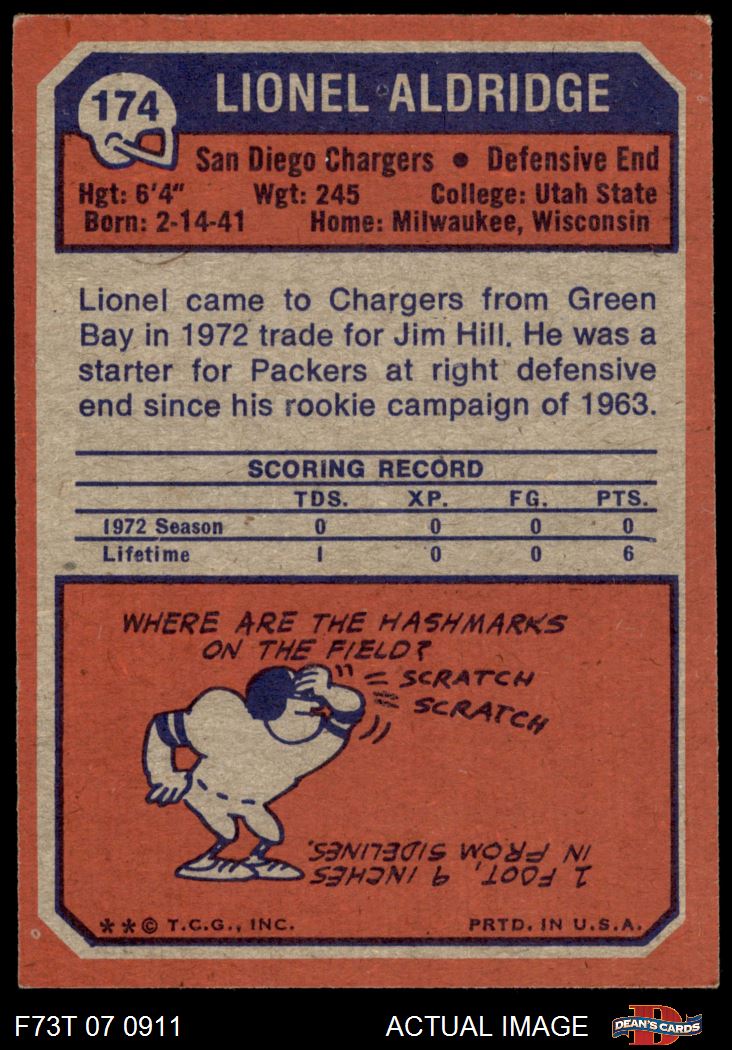 174
LIONEL ALDRIDGE
San Diego Chargers • Defensive End
Hgt: 6'4" Wgt: 245 College: Utah State
Born: 2-14-41 Home: Milwaukee, Wisconsin
Lionel came to Chargers from Green
Bay in 1972 trade for Jim Hill. He was a
starter for Packers at right defensive
end since his rookie campaign of 1963.
SCORING RECORD
TDS. XP. FG. PTS.
1972 Season 0 0 0 0
Lifetime 1 0 0 6
WHERE ARE THE HASHMARKS
ON THE FIELD?
SCRATCH
SCRATCH
1 FOOT, 9 INCHES
IN FROM SIDELINES.
**© T.C.G., INC. PRTD. IN U.S.A.
F73T 07 0911 ACTUAL IMAGE DEAN'S CARDS